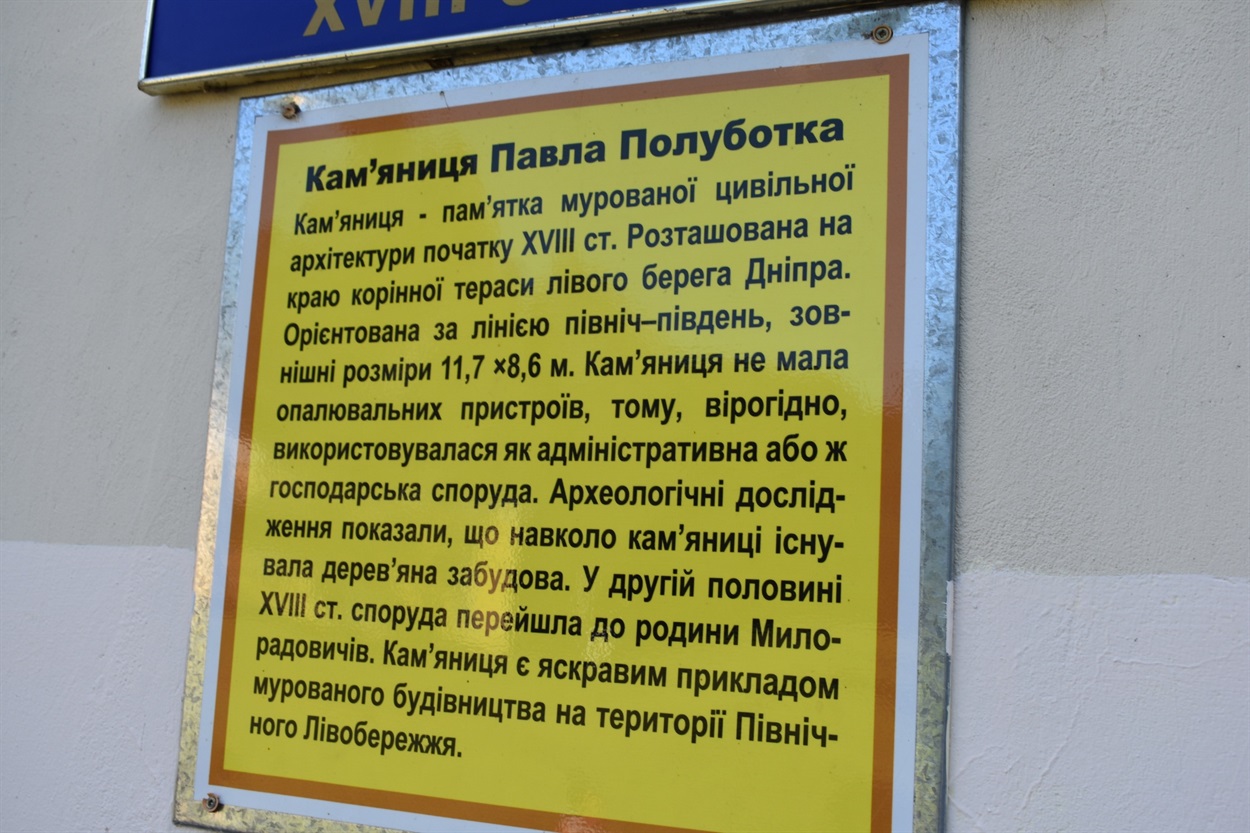 XVIII
Кам’яниця Павла Полуботка
Кам’яниця - пам’ятка мурованої цивільної
архітектури початку XVIII ст. Розташована на
краю корінної тераси лівого берега Дніпра.
Орієнтована за лінією північ–південь, зов-
нішні розміри 11,7 ×8,6 м. Кам’яниця не мала
опалювальних пристроїв, тому, вірогідно,
використовувалася як адміністративна або ж
господарська споруда. Археологічні дослід-
ження показали, що навколо кам’яниці існу-
вала дерев’яна забудова. У другій половині
XVIII ст. споруда перейшла до родини Мило-
радовичів. Кам’яниця є яскравим прикладом
мурованого будівництва на території Північ-
ного Лівобережжя.